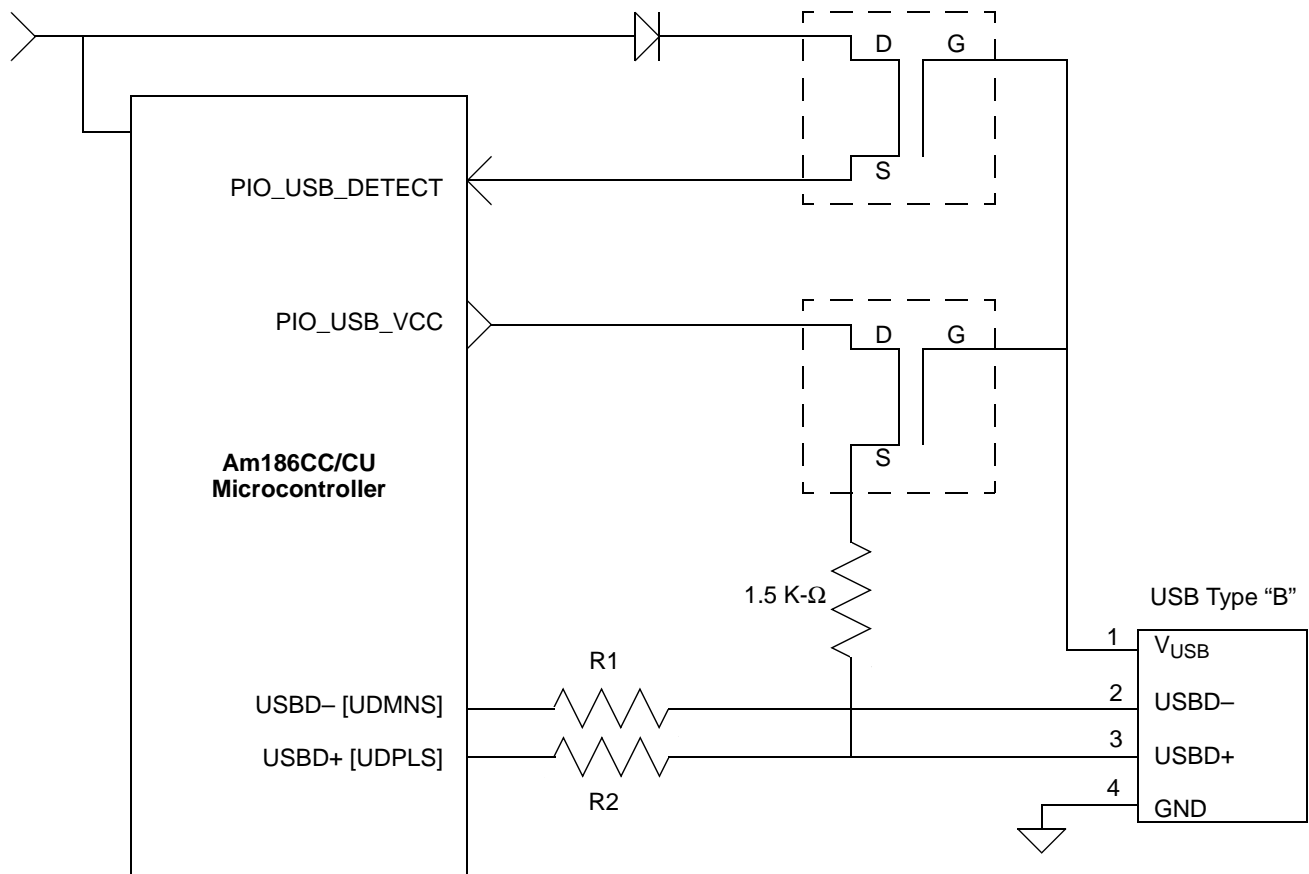 D G
PIO_USB_DETECT
S
PIO_USB_VCC
D G
Am186CC/CU
Microcontroller
S
1.5 K-Ω
USB Type “B”
1 VUSB
R1
USBD– [UDMNS]
2 USBD–
USBD+ [UDPLS]
3 USBD+
R2
4 GND